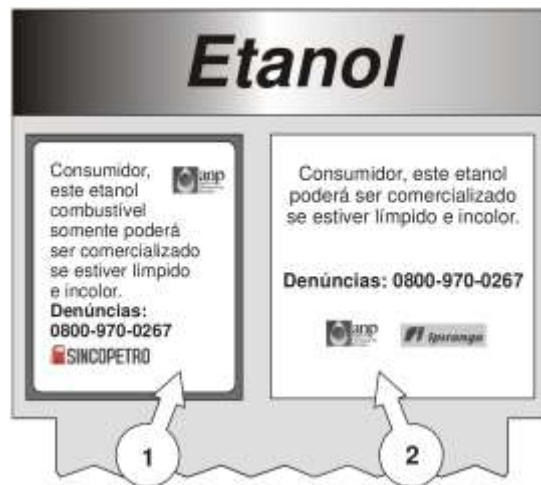 Etanol
Consumidor,
este etanol
combustível
somente poderá
ser comercializado
se estiver límpido
e incolor.
Denúncias:
0800-970-0267
SINCOPETRO
anp
Consumidor, este etanol
poderá ser comercializado
se estiver límpido e incolor.
Denúncias: 0800-970-0267
anp
Ipiranga
1
2